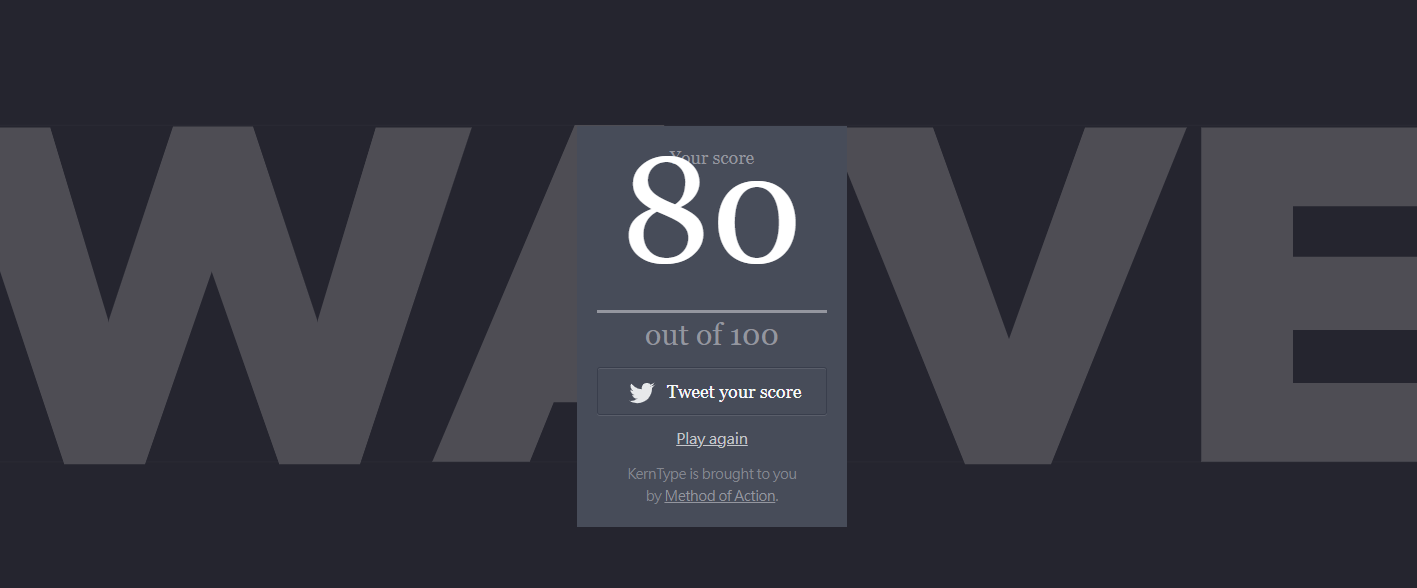 WAVE
Your score
80
out of 100
Tweet your score
Play again
KernType is brought to you
by Method of Action.